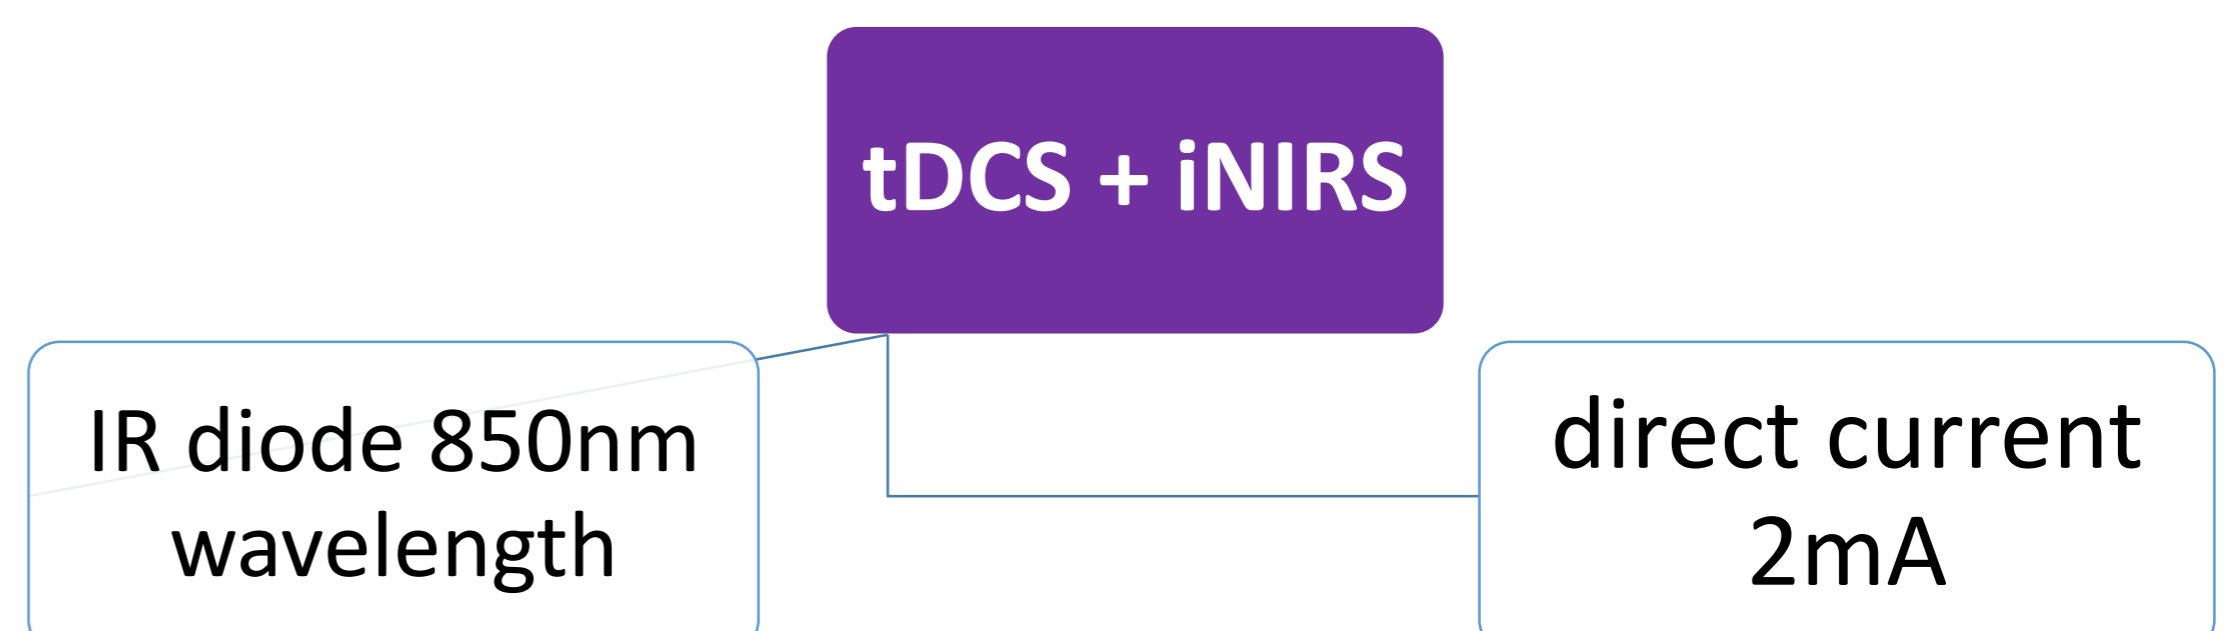 tDCS + iNIRS
IR diode 850nm
wavelength
direct current
2mA